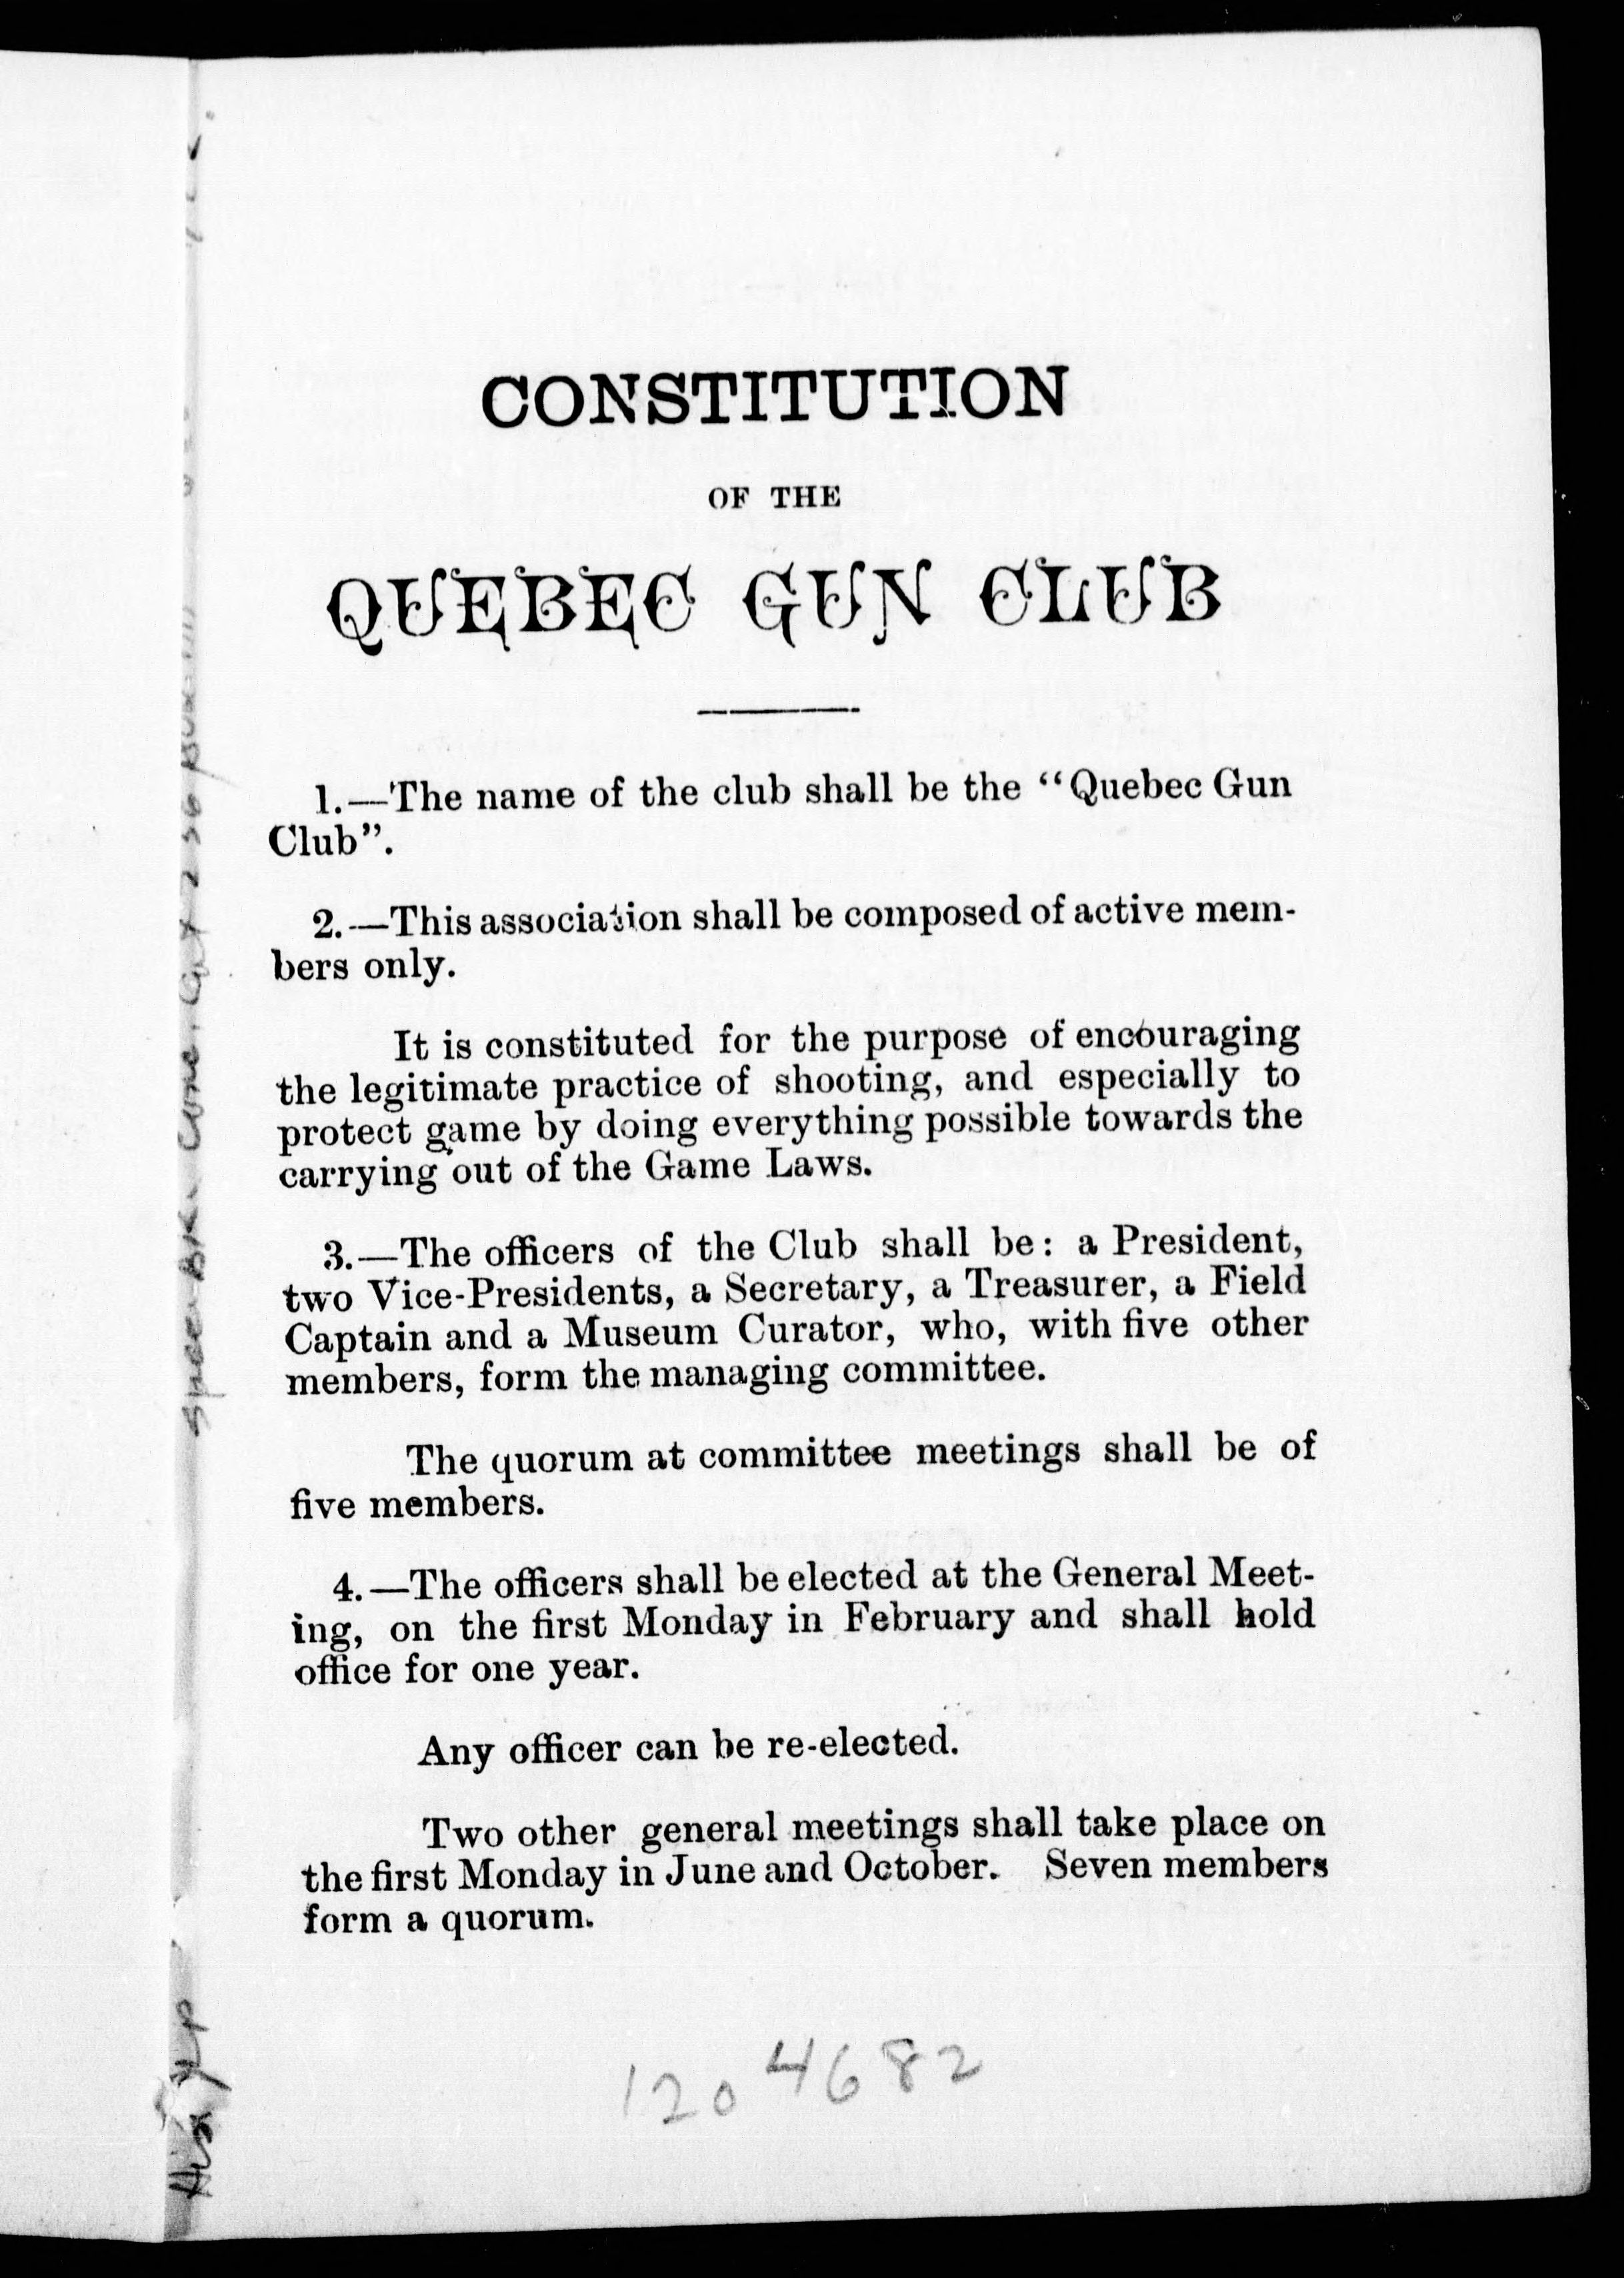 CONSTITUTION
OF THE
QUEBEC GUN CLUB
1.—The name of the club shall be the “Quebec Gun
Club”.
2.—This association shall be composed of active mem-
bers only.
It is constituted for the purpose of encouraging
the legitimate practice of shooting, and especially to
protect game by doing everything possible towards the
carrying out of the Game Laws.
3.—The officers of the Club shall be: a President,
two Vice-Presidents, a Secretary, a Treasurer, a Field
Captain and a Museum Curator, who, with five other
members, form the managing committee.
The quorum at committee meetings shall be of
five members.
4.—The officers shall be elected at the General Meet-
ing, on the first Monday in February and shall hold
office for one year.
Any officer can be re-elected.
Two other general meetings shall take place on
the first Monday in June and October. Seven members
form a quorum.
1204682